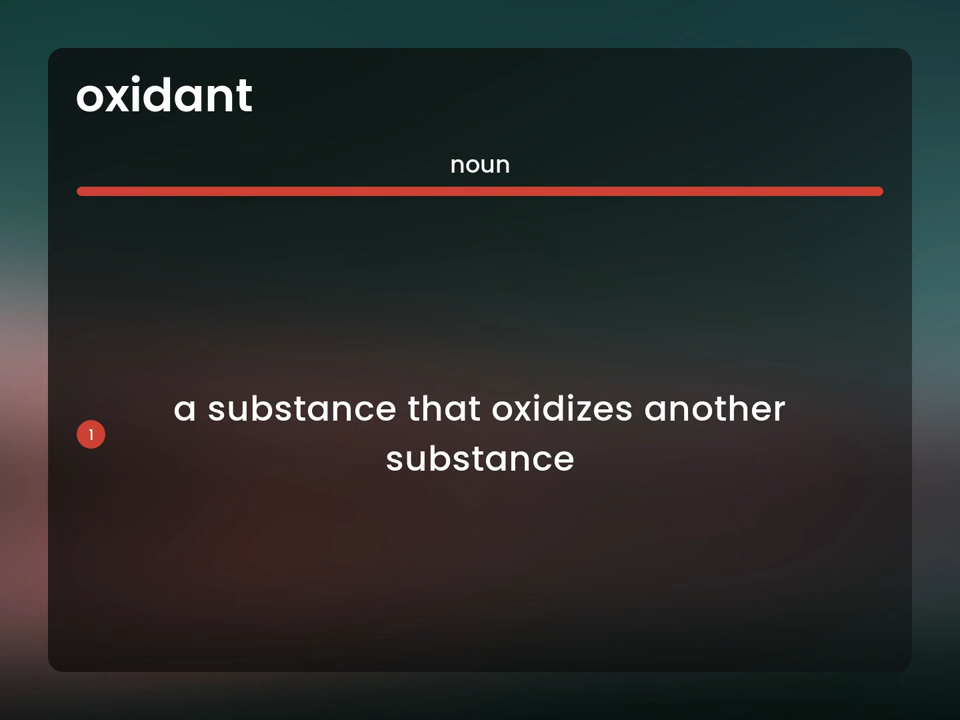 oxidant
noun
1
a substance that oxidizes another
substance